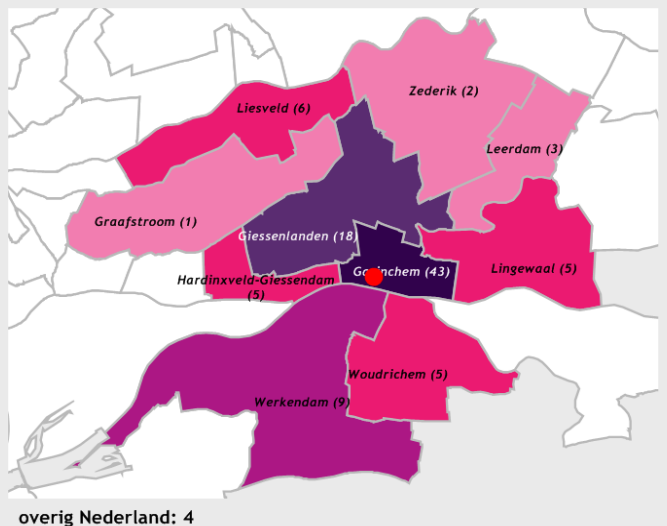 Zederik (2)
Liesveld (6)
Leerdam (3)
Graafstroom (1)
Giessenlanden (18)
Lingewaal (5)
Gorinchem (43)
Hardinxveld-Giessendam
(5)
Woudrichem (5)
Werkendam (9)
overig Nederland: 4